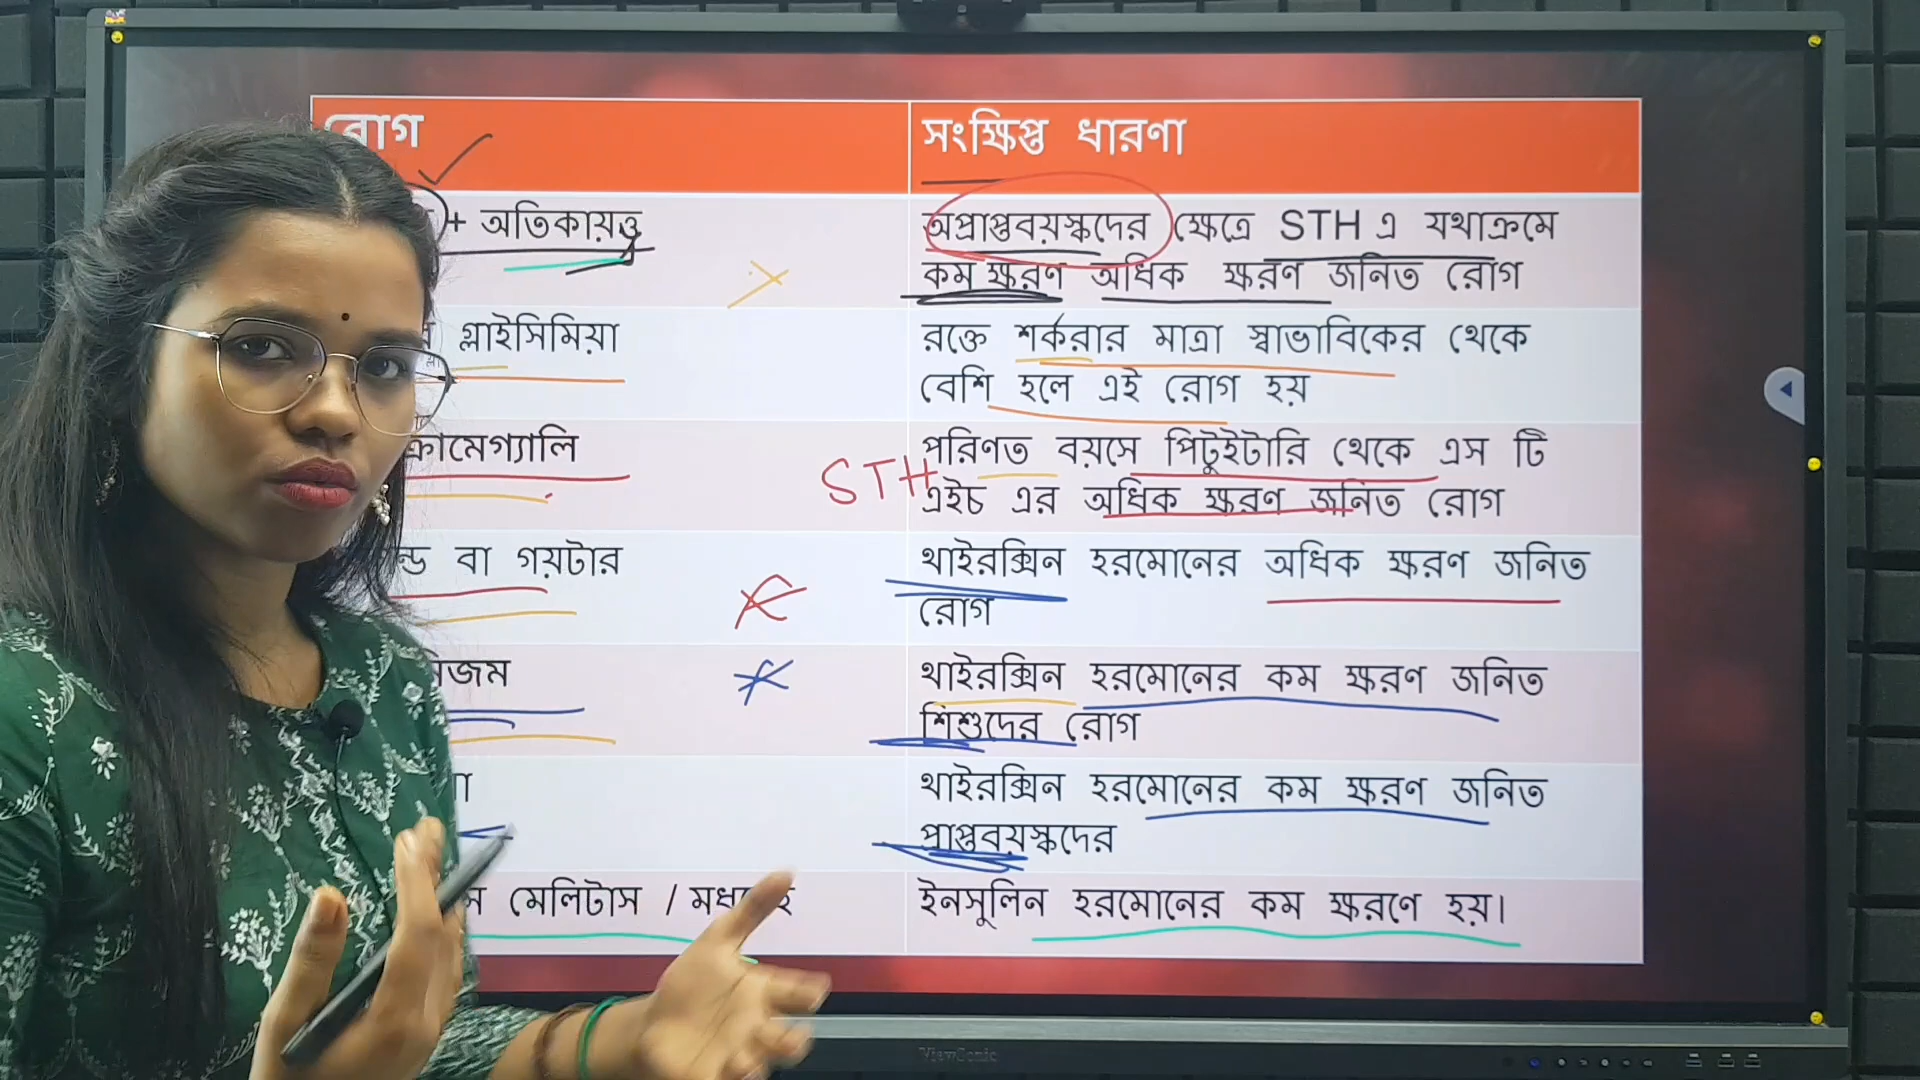 রোগ
সংক্ষিপ্ত ধারণা
+ অতিকায়ত্ত্ব
অপ্রাপ্তবয়স্কদের ক্ষেত্রে STH এ যথাক্রমে
কম ক্ষরণ অধিক ক্ষরণ জনিত রোগ
গ্লাইসিমিয়া
রক্তে শর্করার মাত্রা স্বাভাবিকের থেকে
বেশি হলে এই রোগ হয়
ক্রামেগ্যালি
পরিণত বয়সে পিটুইটারি থেকে এস টি
এইচ এর অধিক ক্ষরণ জনিত রোগ
STH
ন্ড বা গয়টার
থাইরক্সিন হরমোনের অধিক ক্ষরণ জনিত
রোগ
নিজম
থাইরক্সিন হরমোনের কম ক্ষরণ জনিত
শিশুদের রোগ
থাইরক্সিন হরমোনের কম ক্ষরণ জনিত
প্রাপ্তবয়স্কদের
স মেলিটাস /
ইনসুলিন হরমোনের কম ক্ষরণে হয়।
ViewSonic